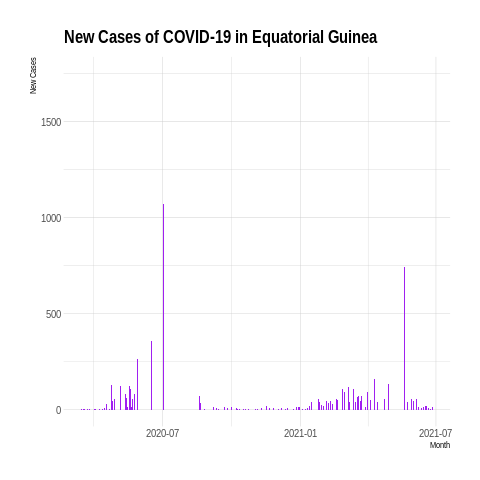 New Cases of COVID-19 in Equatorial Guinea
New Cases
1500
1000
500
0
2020-07
2021-01
2021-07
Month